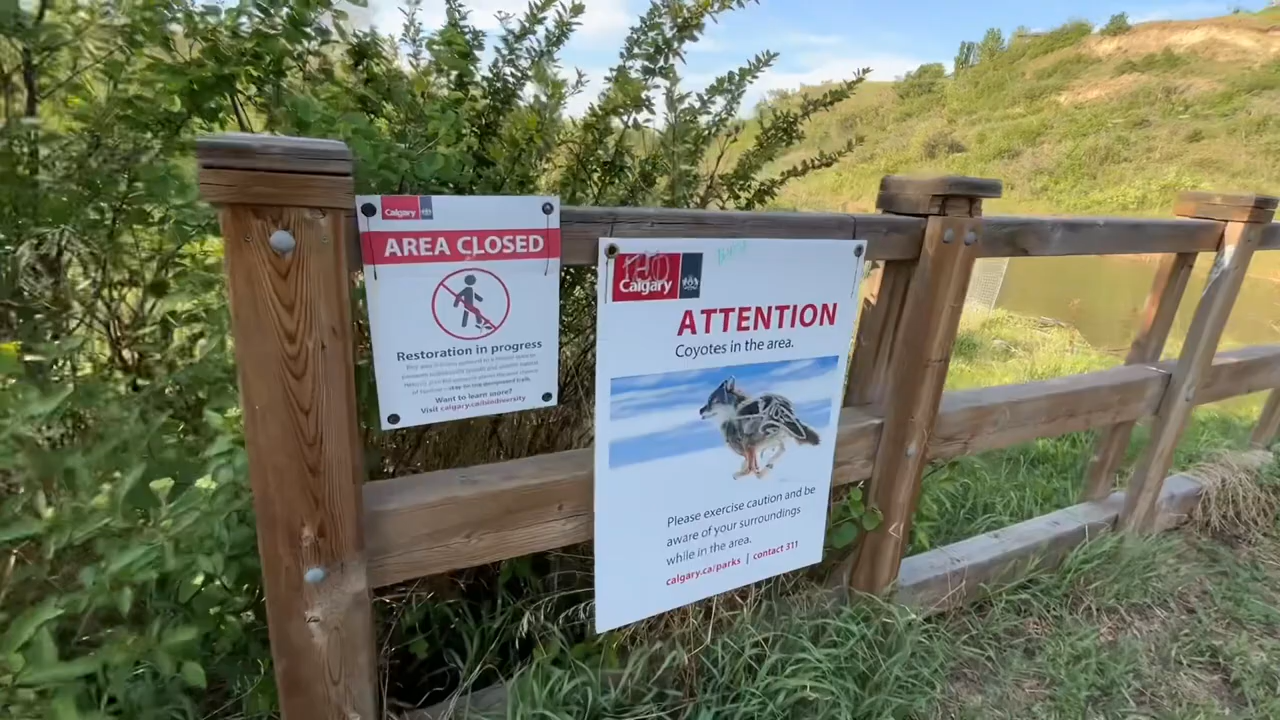 Calgary
AREA CLOSED
Restoration in progress
Want to learn more?
Visit calgary.ca/biodiversity
Calgary
ATTENTION
Coyotes in the area.
Please exercise caution and be
aware of your surroundings
while in the area.
calgary.ca/parks | contact 311